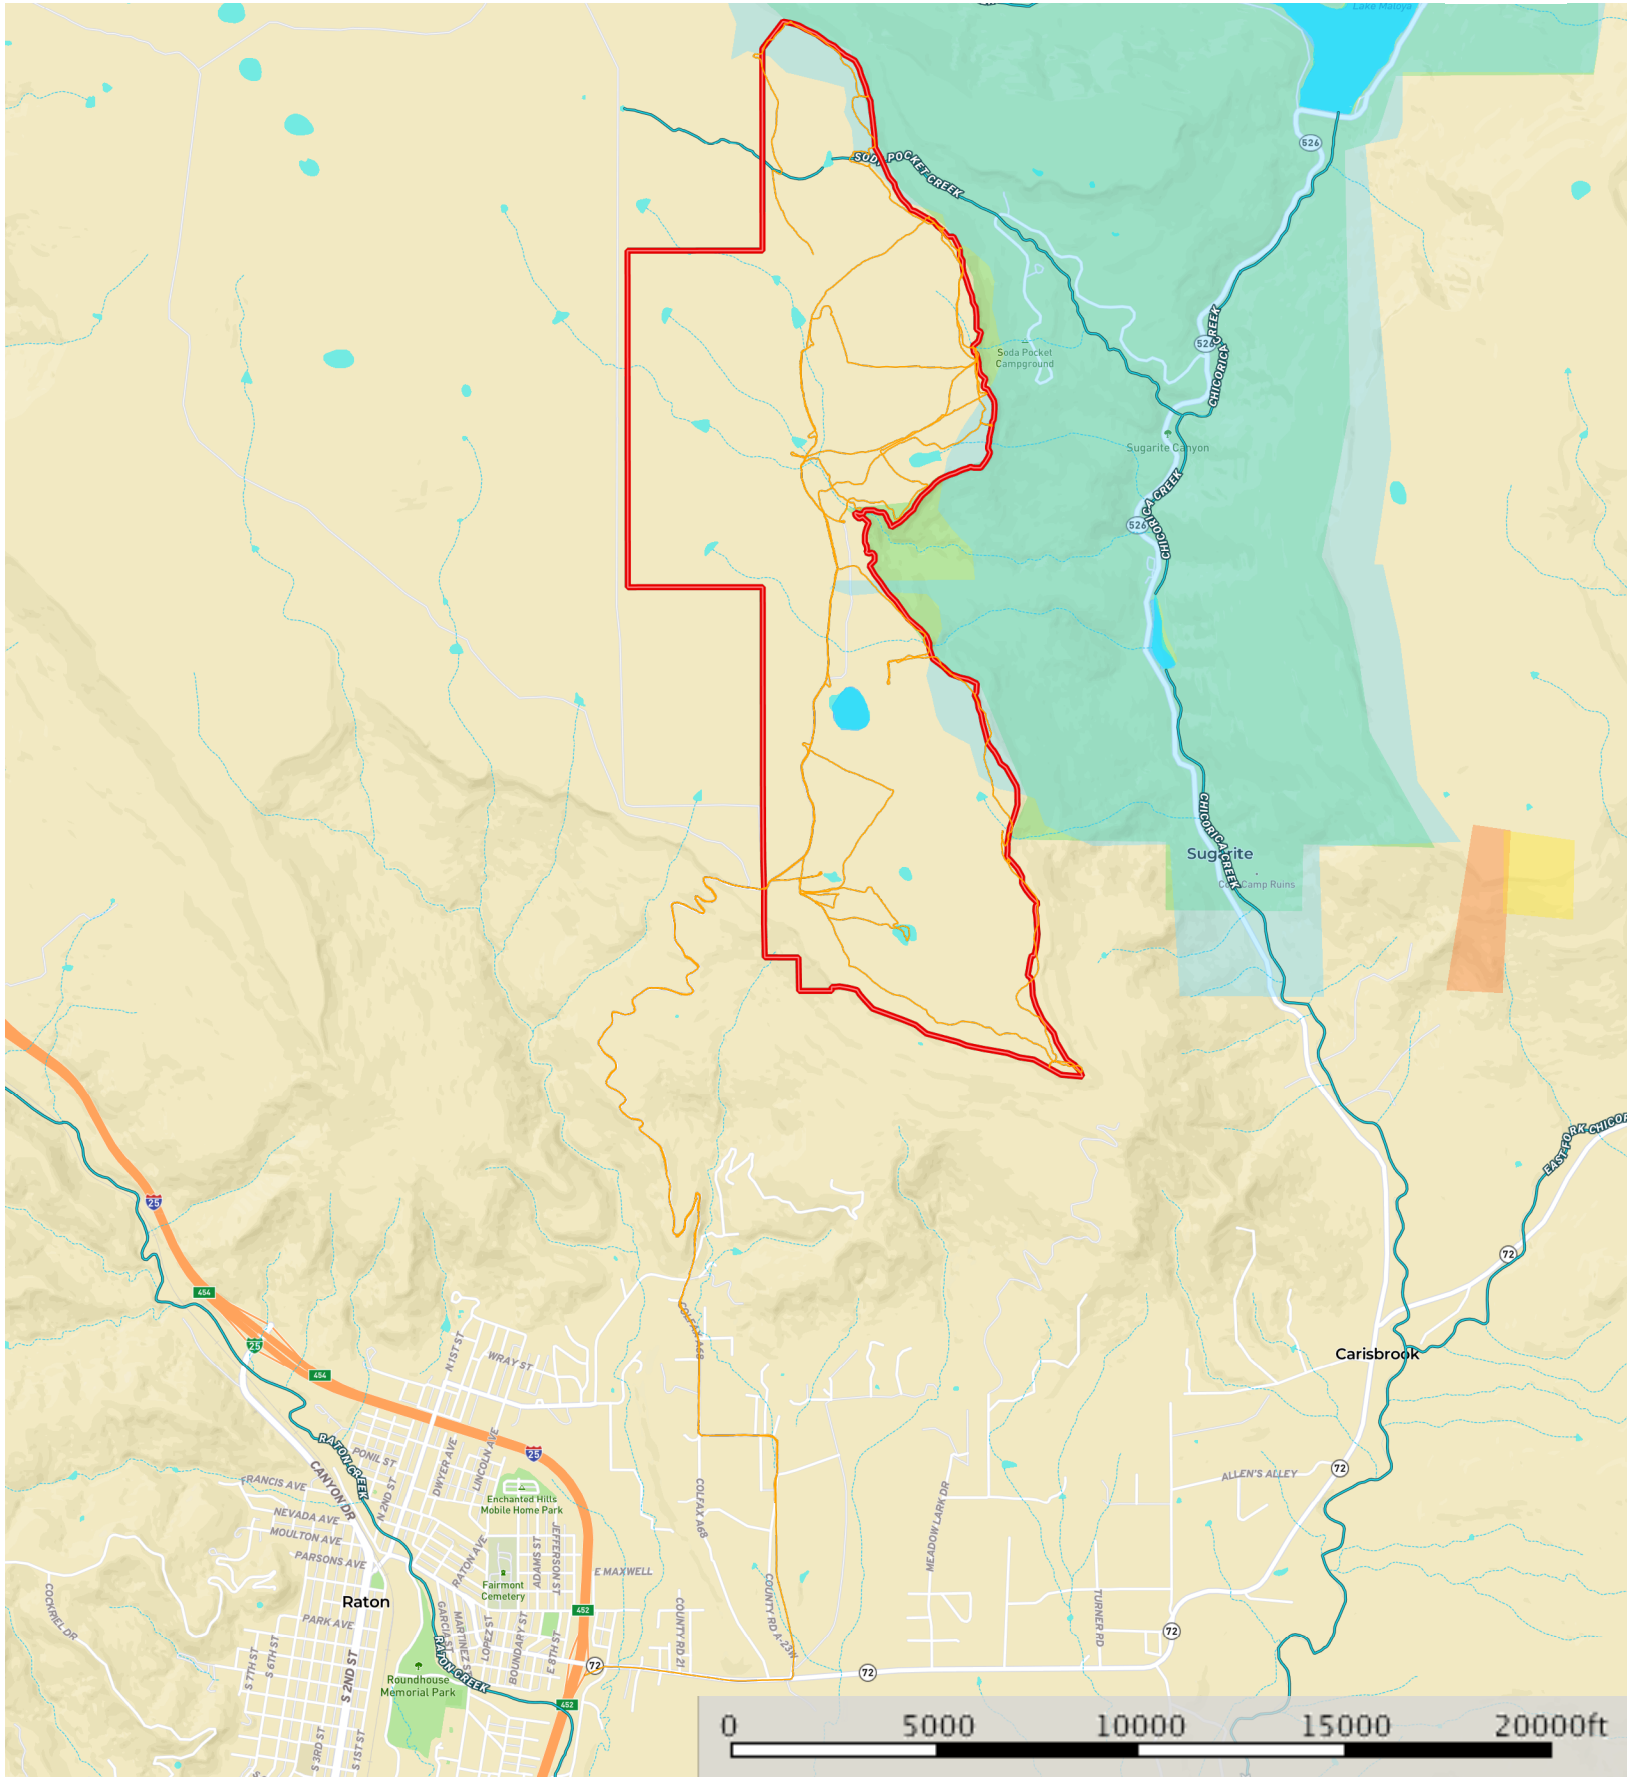 Lake Maloya
526
SODA POCKET CREEK
526
CHICORICA CREEK
Soda Pocket
Campground
Sugarite Canyon
526
CHICORICA CREEK
CHICORICA CREEK
Sugarite
Coal Camp Ruins
EAST FORK CHICOR
25
72
454
25
454
COLFAX A68
N 1ST ST
WRAY ST
Carisbrook
RATON CREEK
PONIL ST
CANYON DR
DWYER AVE
LINCOLN AVE
25
72
ALLEN'S ALLEY
FRANCIS AVE
N 2ND ST
Enchanted Hills
Mobile Home Park
COLFAX A68
MEADOW LARK DR
NEVADA AVE
MOULTON AVE
PARSONS AVE
RATON AVE
ADAMS ST
JEFFERSON ST
E MAXWELL
Fairmont
Cemetery
COCKRIEL DR
Raton
452
COUNTY RD 21
COUNTY RD A-23W
TURNER RD
72
PARK AVE
GARCIA ST
MARTINEZ ST
LOPEZ ST
BOUNDARY ST
E 8TH ST
S 7TH ST
S 6TH ST
S 2ND ST
RATON CREEK
Roundhouse
Memorial Park
72
72
452
S 3RD ST
S 1ST ST
0 5000 10000 15000 20000ft